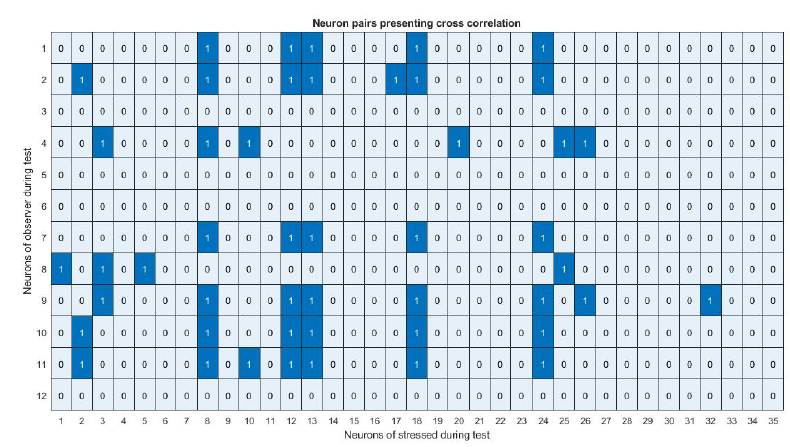 Neuron pairs presenting cross correlation
1 0 0 0 0 0 0 0 1 0 0 0 1 1 0 0 0 0 1 0 0 0 0 0 1 0 0 0 0 0 0 0 0 0 0 0
2 0 1 0 0 0 0 0 1 0 0 0 1 1 0 0 0 1 1 0 0 0 0 0 1 0 0 0 0 0 0 0 0 0 0 0
3 0 0 0 0 0 0 0 0 0 0 0 0 0 0 0 0 0 0 0 0 0 0 0 0 0 0 0 0 0 0 0 0 0 0 0
4 0 0 1 0 0 0 0 1 0 1 0 0 0 0 0 0 0 0 0 1 0 0 0 0 1 1 0 0 0 0 0 0 0 0 0
5 0 0 0 0 0 0 0 0 0 0 0 0 0 0 0 0 0 0 0 0 0 0 0 0 0 0 0 0 0 0 0 0 0 0 0
6 0 0 0 0 0 0 0 0 0 0 0 0 0 0 0 0 0 0 0 0 0 0 0 0 0 0 0 0 0 0 0 0 0 0 0
7 0 0 0 0 0 0 0 1 0 0 0 1 1 0 0 0 0 1 0 0 0 0 0 1 0 0 0 0 0 0 0 0 0 0 0
8 1 0 1 0 1 0 0 0 0 0 0 0 0 0 0 0 0 0 0 0 0 0 0 0 1 0 0 0 0 0 0 0 0 0 0
9 0 0 1 0 0 0 0 1 0 0 0 1 1 0 0 0 0 1 0 0 0 0 0 1 0 1 0 0 0 0 0 1 0 0 0
10 0 1 0 0 0 0 0 1 0 0 0 1 1 0 0 0 0 1 0 0 0 0 0 1 0 0 0 0 0 0 0 0 0 0 0
11 0 1 0 0 0 0 0 1 0 1 0 1 1 0 0 0 0 1 0 0 0 0 0 1 0 0 0 0 0 0 0 0 0 0 0
12 0 0 0 0 0 0 0 0 0 0 0 0 0 0 0 0 0 0 0 0 0 0 0 0 0 0 0 0 0 0 0 0 0 0 0
1 2 3 4 5 6 7 8 9 10 11 12 13 14 15 16 17 18 19 20 21 22 23 24 25 26 27 28 29 30 31 32 33 34 35
Neurons of stressed during test
Neurons of observer during test